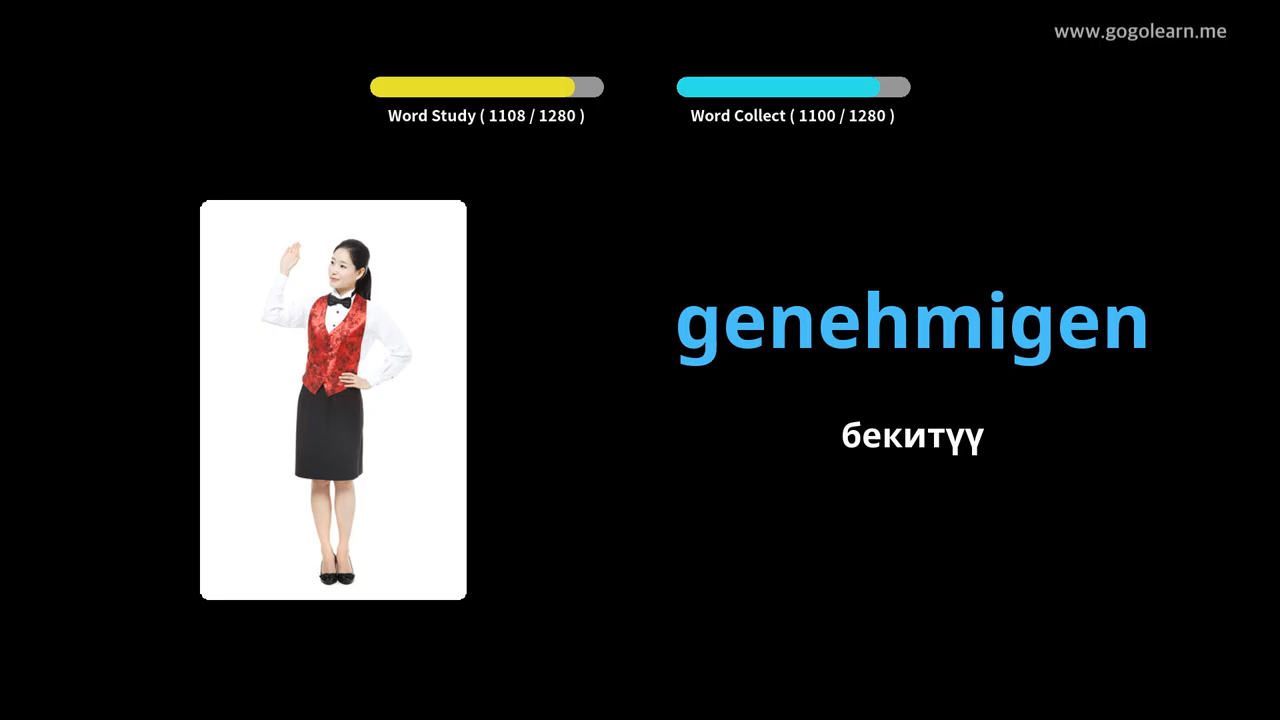 www.gogolearn.me
Word Study ( 1108 / 1280 )
Word Collect ( 1100 / 1280 )
genehmigen
бекитүү